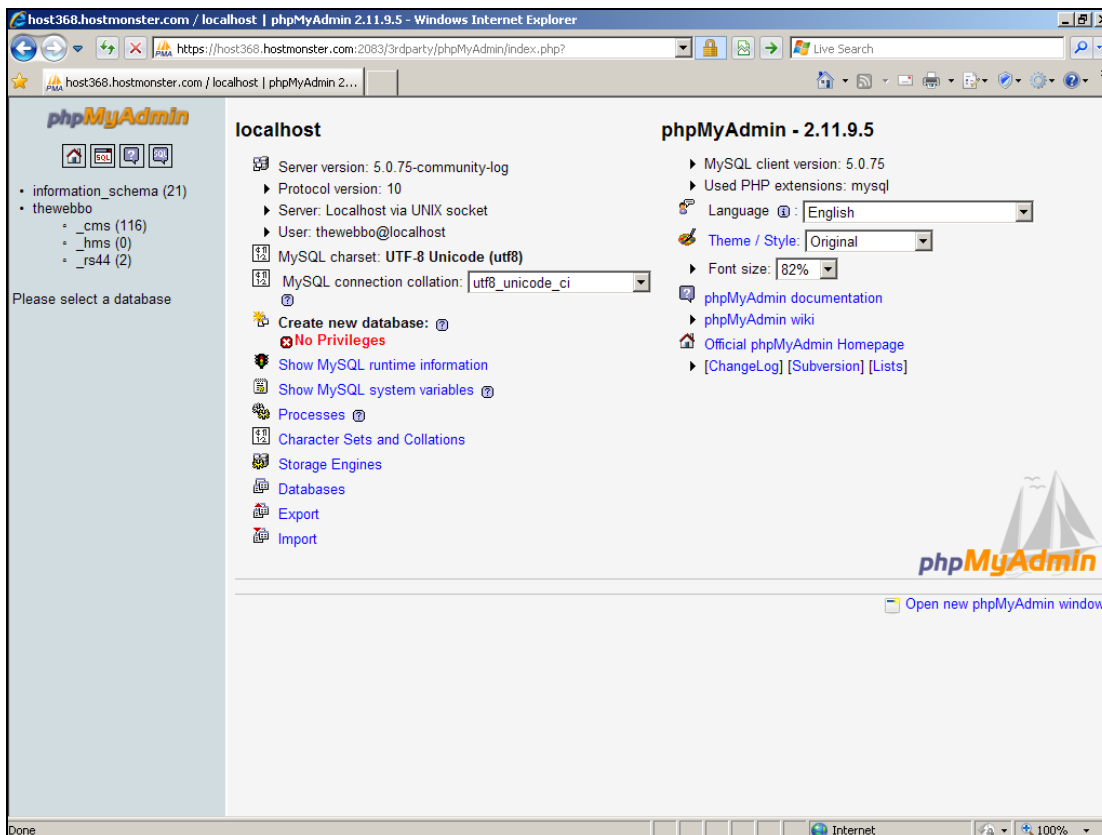 host368.hostmonster.com / localhost | phpMyAdmin 2.11.9.5 - Windows Internet Explorer
https://host368.hostmonster.com:2083/3rdparty/phpMyAdmin/index.php?
Live Search
host368.hostmonster.com / localhost | phpMyAdmin 2...
phpMyAdmin
SQL
SQL
information_schema (21)
thewebbo
_cms (116)
_hms (0)
_rs44 (2)
Please select a database
localhost
Server version: 5.0.75-community-log
Protocol version: 10
Server: Localhost via UNIX socket
User: thewebbo@localhost
MySQL charset: UTF-8 Unicode (utf8)
MySQL connection collation: utf8_unicode_ci
Create new database:
No Privileges
Show MySQL runtime information
Show MySQL system variables
Processes
Character Sets and Collations
Storage Engines
Databases
Export
Import
phpMyAdmin - 2.11.9.5
MySQL client version: 5.0.75
Used PHP extensions: mysql
Language : English
Theme / Style: Original
Font size: 82%
phpMyAdmin documentation
phpMyAdmin wiki
Official phpMyAdmin Homepage
[ChangeLog] [Subversion] [Lists]
phpMyAdmin
Open new phpMyAdmin window
Done
Internet
100%